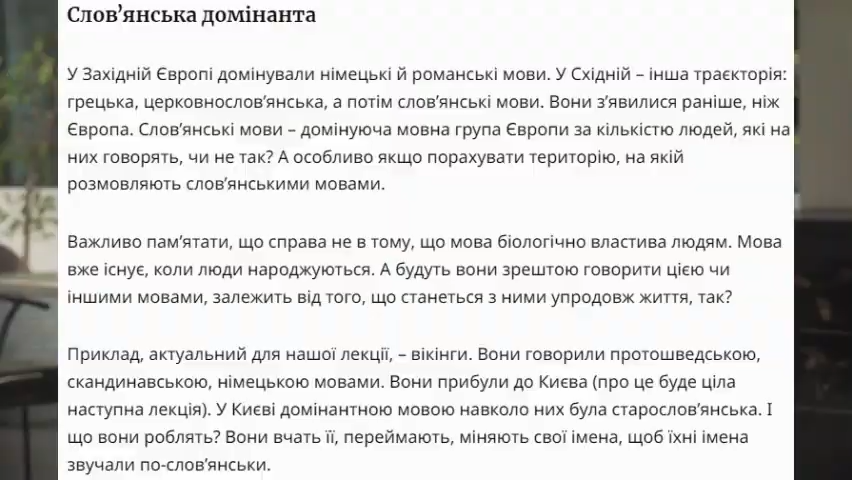 Слов’янська домінанта
У Західній Європі домінували німецькі й романські мови. У Східній – інша траєкторія:
грецька, церковнослов’янська, а потім слов’янські мови. Вони з’явилися раніше, ніж
Європа. Слов’янські мови – домінуюча мовна група Європи за кількістю людей, які на
них говорять, чи не так? А особливо якщо порахувати територію, на якій
розмовляють слов’янськими мовами.
Важливо пам’ятати, що справа не в тому, що мова біологічно властива людям. Мова
вже існує, коли люди народжуються. А будуть вони зрештою говорити цією чи
іншими мовами, залежить від того, що станеться з ними упродовж життя, так?
Приклад, актуальний для нашої лекції, – вікінги. Вони говорили протошведською,
скандинавською, німецькою мовами. Вони прибули до Києва (про це буде ціла
наступна лекція). У Києві домінантною мовою навколо них була старослов’янська. І
що вони роблять? Вони вчать її, переймають, міняють свої імена, щоб їхні імена
звучали по-слов’янськи.